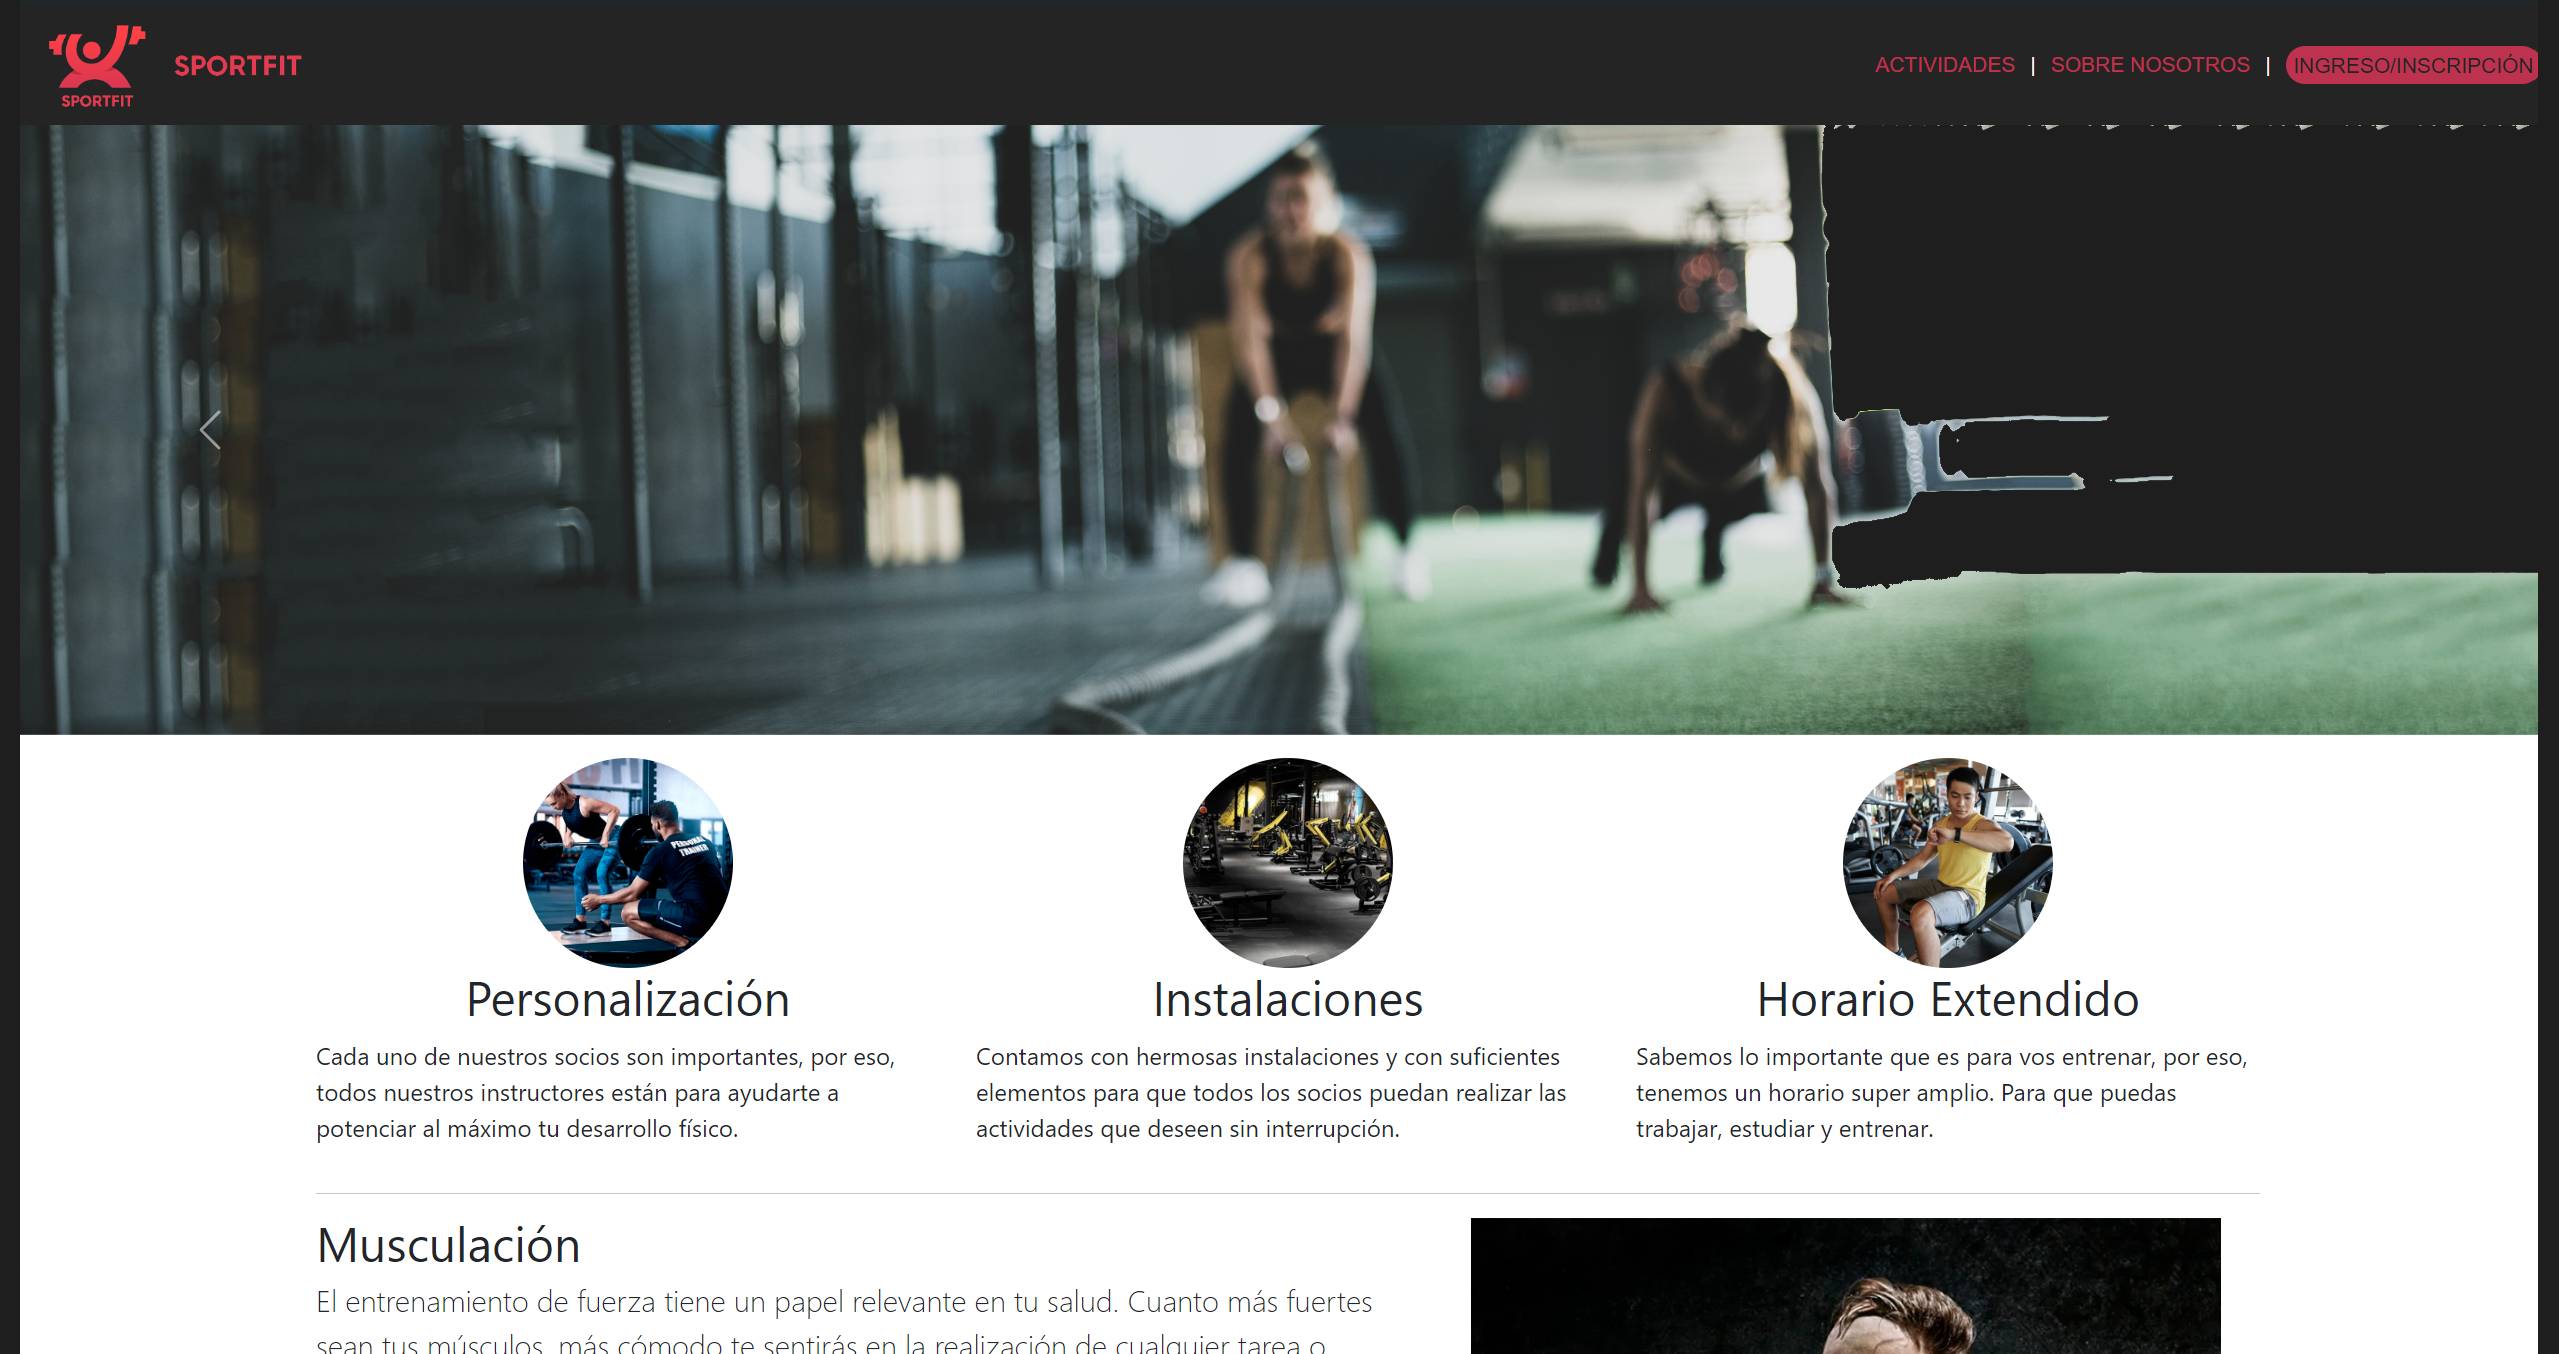 SPORTFIT
SPORTFIT
ACTIVIDADES | SOBRE NOSOTROS | INGRESO/INSCRIPCIÓN
PERSONAL
TRAINER
Personalización
Cada uno de nuestros socios son importantes, por eso,
todos nuestros instructores están para ayudarte a
potenciar al máximo tu desarrollo físico.
Instalaciones
Contamos con hermosas instalaciones y con suficientes
elementos para que todos los socios puedan realizar las
actividades que deseen sin interrupción.
Horario Extendido
Sabemos lo importante que es para vos entrenar, por eso,
tenemos un horario super amplio. Para que puedas
trabajar, estudiar y entrenar.
Musculación
El entrenamiento de fuerza tiene un papel relevante en tu salud. Cuanto más fuertes
sean tus músculos, más cómodo te sentirás en la realización de cualquier tarea o